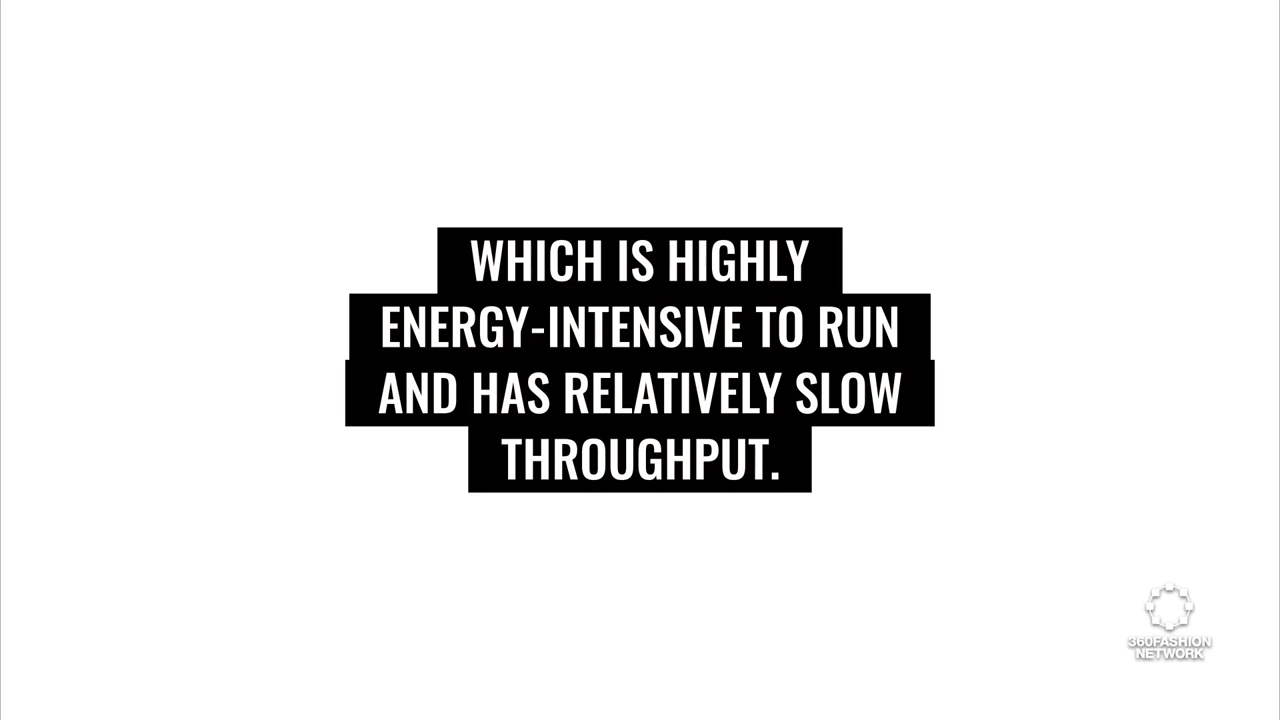 WHICH IS HIGHLY
ENERGY-INTENSIVE TO RUN
AND HAS RELATIVELY SLOW
THROUGHPUT.
360FASHION
NETWORK